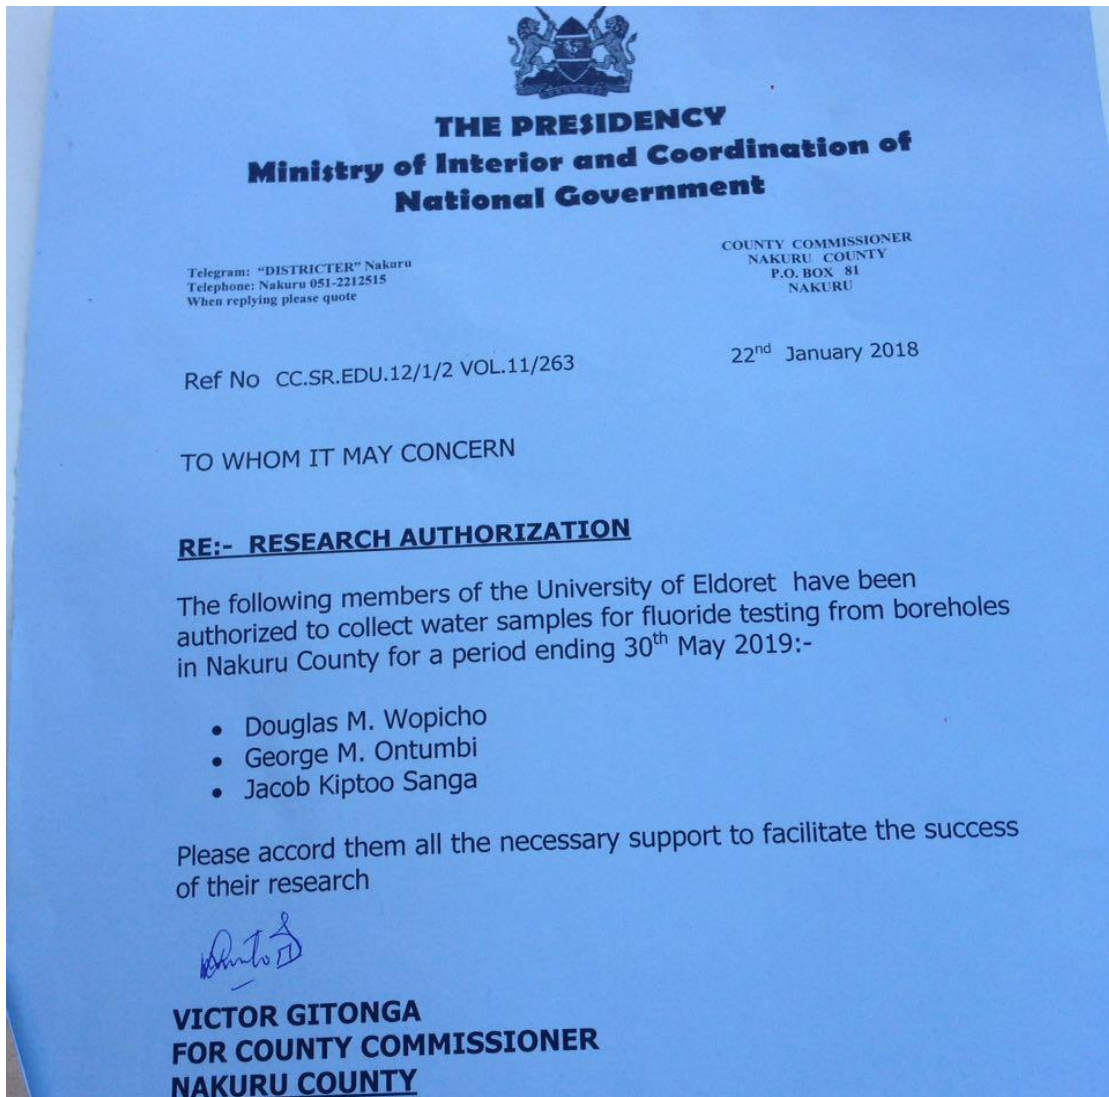 THE PRESIDENCY
Ministry of Interior and Coordination of
National Government
Telegram: "DISTRICTER" Nakuru
Telephone: Nakuru 051-2212515
When replying please quote
COUNTY COMMISSIONER
NAKURU COUNTY
P.O. BOX 81
NAKURU
Ref No CC.SR.EDU.12/1/2 VOL.11/263
22nd January 2018
TO WHOM IT MAY CONCERN
RE:- RESEARCH AUTHORIZATION
The following members of the University of Eldoret have been
authorized to collect water samples for fluoride testing from boreholes
in Nakuru County for a period ending 30th May 2019:-
• Douglas M. Wopicho
• George M. Ontumbi
• Jacob Kiptoo Sanga
Please accord them all the necessary support to facilitate the success
of their research
VICTOR GITONGA
FOR COUNTY COMMISSIONER
NAKURU COUNTY